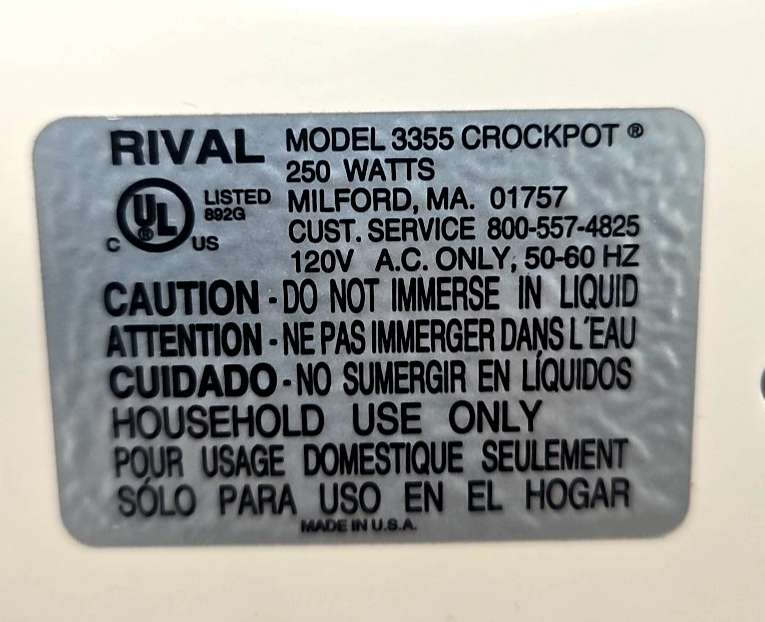 RIVAL MODEL 3355 CROCKPOT ®
250 WATTS
UL ® LISTED 892G C US
MILFORD, MA. 01757
CUST. SERVICE 800-557-4825
120V A.C. ONLY, 50-60 HZ
CAUTION - DO NOT IMMERSE IN LIQUID
ATTENTION - NE PAS IMMERGER DANS L'EAU
CUIDADO - NO SUMERGIR EN LÍQUIDOS
HOUSEHOLD USE ONLY
POUR USAGE DOMESTIQUE SEULEMENT
SÓLO PARA USO EN EL HOGAR
MADE IN U.S.A.